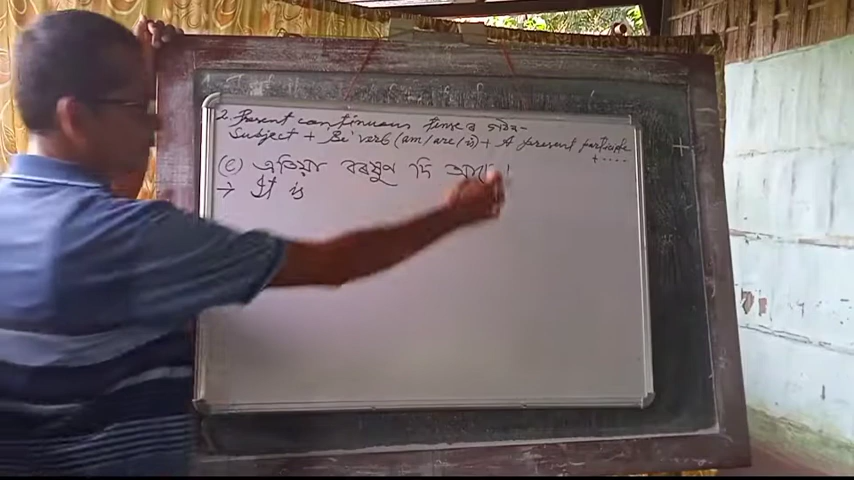 2. Present continuous Tense ৰ গঠন—
Subject + Be verb (am/are/is) + A present participle
+ ......
(c) এতিয়া বৰষুণ দি আছে।
→ It is